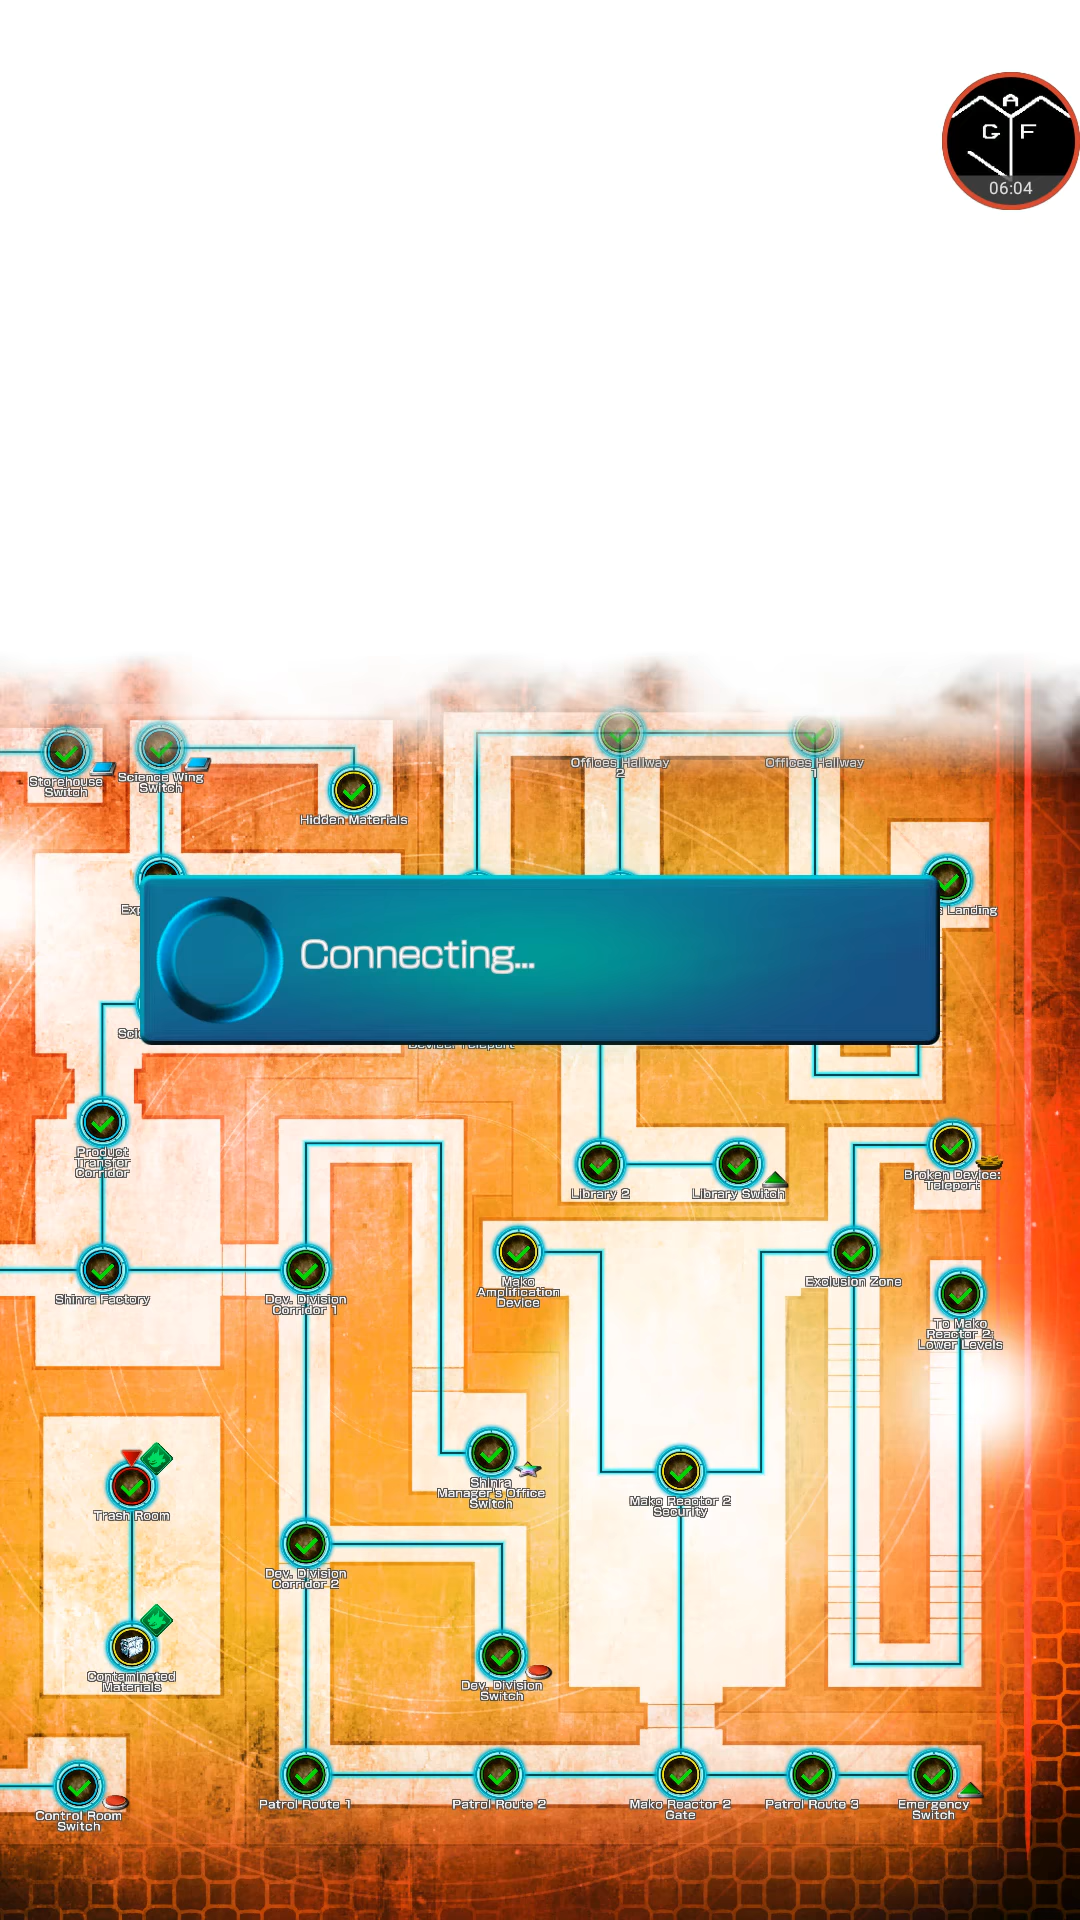 A
G F
06:04
Offices Hallway
2
Offices Hallway
1
Storehouse
Switch
Science Wing
Switch
Hidden Materials
Landing
Connecting...
Product
Transfer
Corridor
Library 2
Library Switch
Broken Device:
Teleport
Shinra Factory
Dev. Division
Corridor 1
Mako
Amplification
Device
Exclusion Zone
To Mako
Reactor 2,
Lower Levels
Shinra
Manager's Office
Switch
Mako Reactor 2
Security
Trash Room
Dev. Division
Corridor 2
Contaminated
Materials
Dev. Division
Switch
Control Room
Switch
Patrol Route 1
Patrol Route 2
Mako Reactor 2
Gate
Patrol Route 3
Emergency
Switch